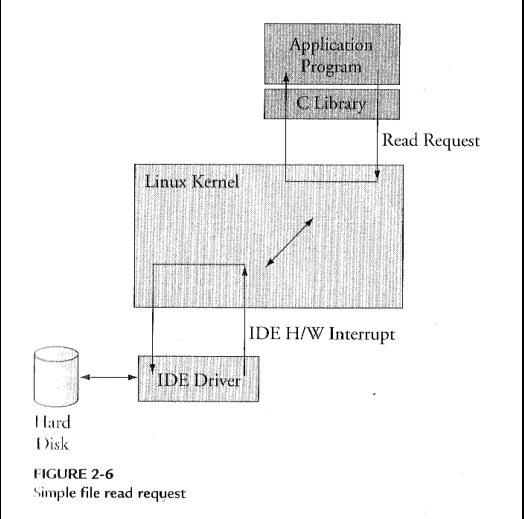 Application
Program
C Library
Read Request
Linux Kernel
IDE H/W Interrupt
IDE Driver
Hard
Disk
FIGURE 2-6
Simple file read request